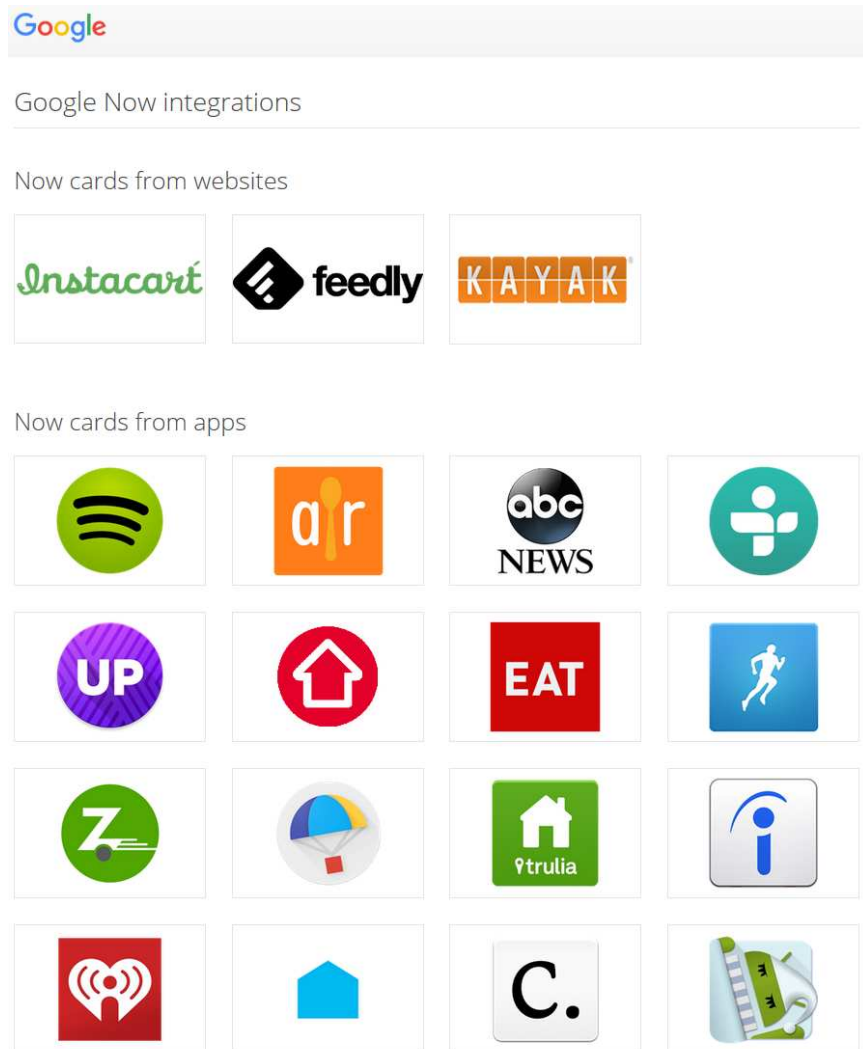 Google
Google Now integrations
Now cards from websites
Instacart feedly KAYAK®
Now cards from apps
air abc
NEWS
UP EAT
Z trulia i
C.